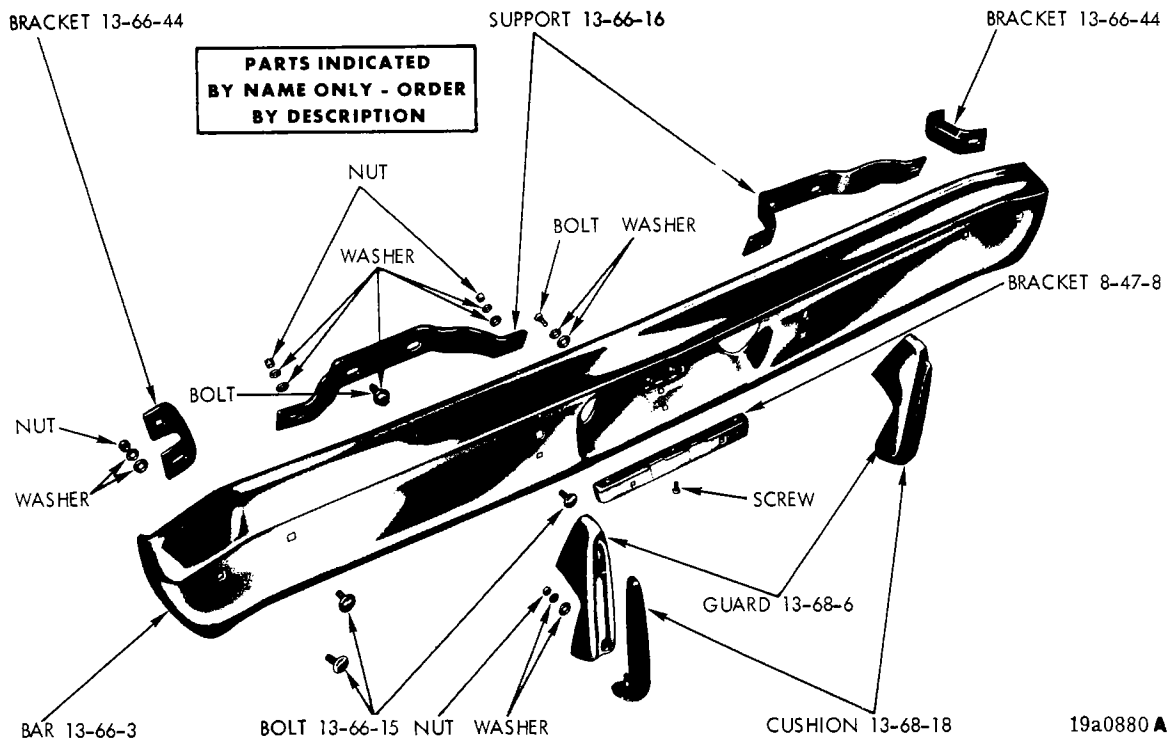 BRACKET 13-66-44
SUPPORT 13-66-16
BRACKET 13-66-44
PARTS INDICATED
BY NAME ONLY - ORDER
BY DESCRIPTION
NUT
BOLT
WASHER
WASHER
BRACKET 8-47-8
BOLT
NUT
WASHER
SCREW
GUARD 13-68-6
BAR 13-66-3
BOLT 13-66-15
NUT
WASHER
CUSHION 13-68-18
19a0880 A